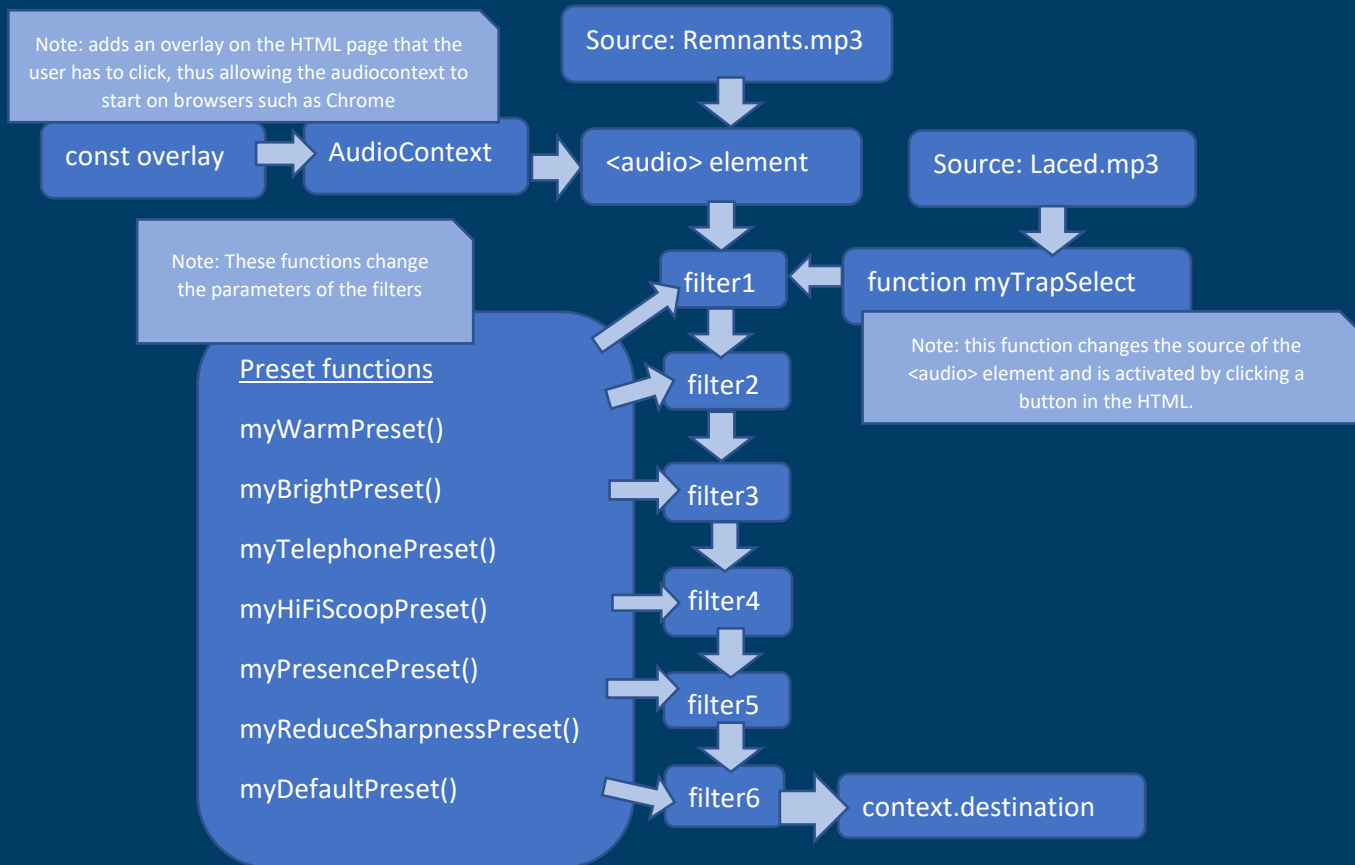 Note: adds an overlay on the HTML page that the
user has to click, thus allowing the audiocontext to
start on browsers such as Chrome
Source: Remnants.mp3
const overlay
AudioContext
<audio> element
Source: Laced.mp3
Note: These functions change
the parameters of the filters
filter1
function myTrapSelect
Note: this function changes the source of the
<audio> element and is activated by clicking a
button in the HTML.
Preset functions
myWarmPreset()
myBrightPreset()
myTelephonePreset()
myHiFiScoopPreset()
myPresencePreset()
myReduceSharpnessPreset()
myDefaultPreset()
filter2
filter3
filter4
filter5
filter6
context.destination